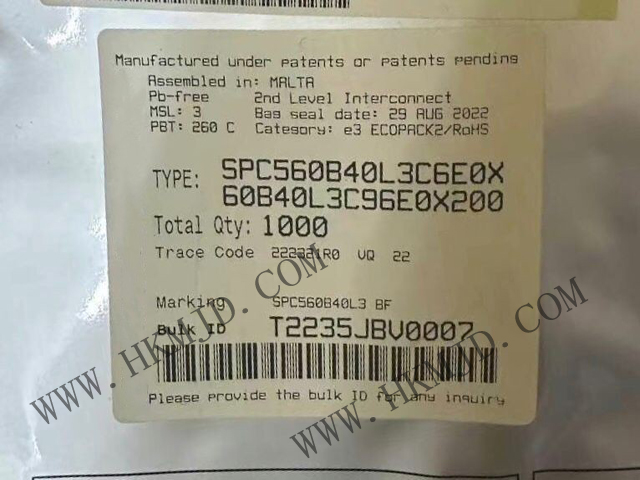 Manufactured under patents or patents pending
Assembled in: MALTA
Pb-free 2nd Level Interconnect
MSL: 3 Bag seal date: 29 AUG 2022
PBT: 260 C Category: e3 ECOPACK2/RoHS
TYPE: SPC560B40L3C6E0X
60B40L3C96E0X200
Total Qty: 1000
Trace Code 222221R0 VQ 22
Marking SPC560B40L3 BF
Bulk ID T2235JBV0007
Please provide the bulk ID for any inquiry
WWW.HKMJD.COM
WWW.HKMJD.COM